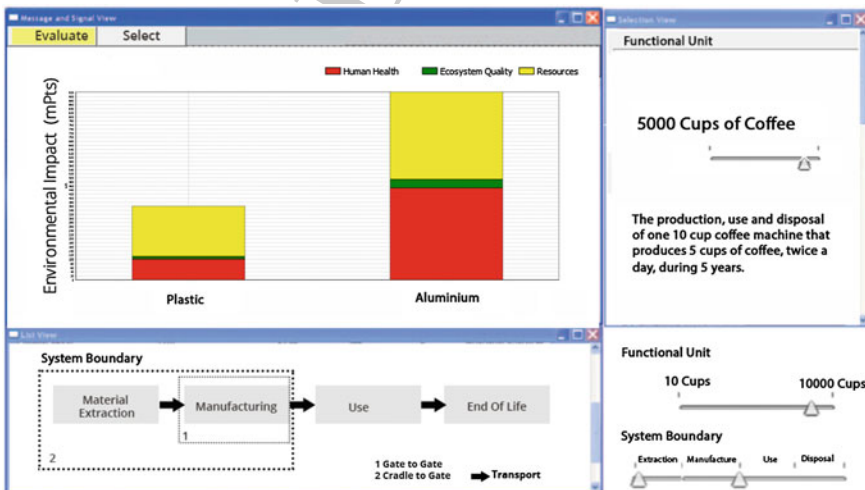 Message and Signal View
Evaluate Select
Human Health Ecosystem Quality Resources
Environmental Impact (mPts)
Plastic Aluminium
Selection View
Functional Unit
5000 Cups of Coffee
The production, use and disposal
of one 10 cup coffee machine that
produces 5 cups of coffee, twice a
day, during 5 years.
List View
System Boundary
Material
Extraction
Manufacturing
Use
End Of Life
1
2
1 Gate to Gate
2 Cradle to Gate
Transport
Functional Unit
10 Cups 10000 Cups
System Boundary
Extraction Manufacture Use Disposal